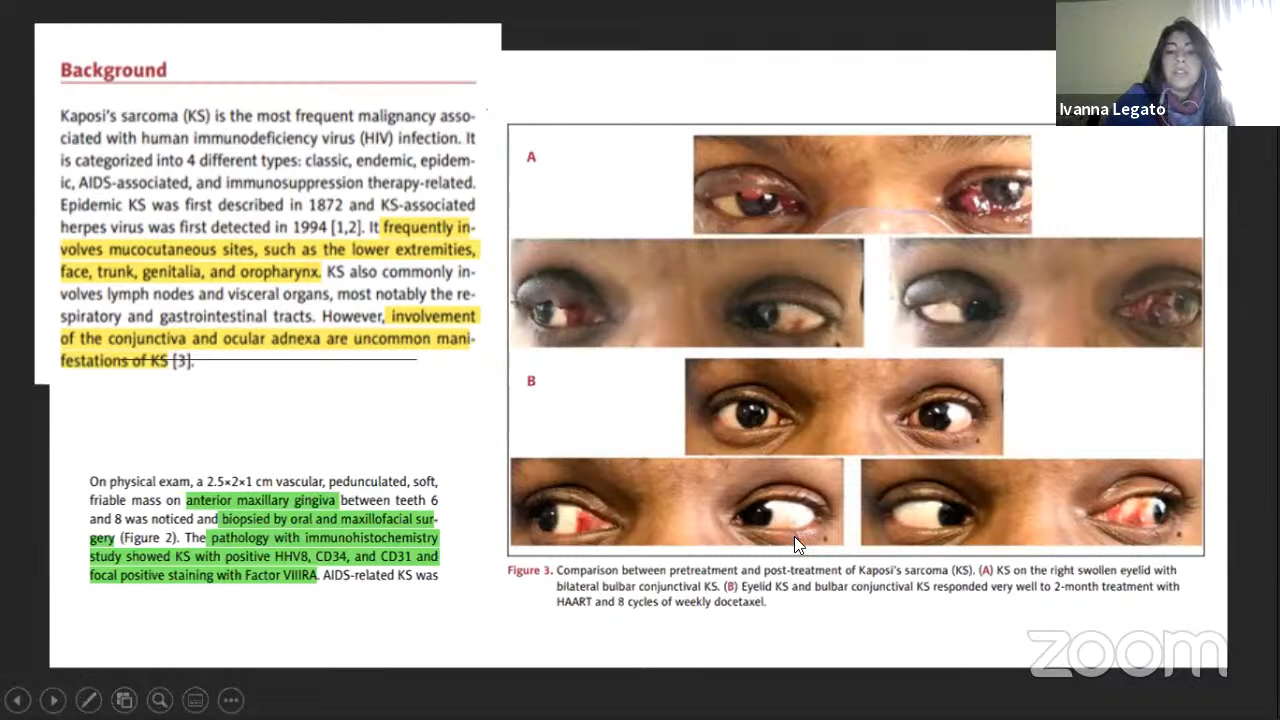 Background
Kaposi's sarcoma (KS) is the most frequent malignancy asso-
ciated with human immunodeficiency virus (HIV) infection. It
is categorized into 4 different types: classic, endemic, epidem-
ic, AIDS-associated, and immunosuppression therapy-related.
Epidemic KS was first described in 1872 and KS-associated
herpes virus was first detected in 1994 [1,2]. It frequently in-
volves mucocutaneous sites, such as the lower extremities,
face, trunk, genitalia, and oropharynx. KS also commonly in-
volves lymph nodes and visceral organs, most notably the re-
spiratory and gastrointestinal tracts. However, involvement
of the conjunctiva and ocular adnexa are uncommon mani-
festations of KS [3].
On physical exam, a 2.5×2×1 cm vascular, pedunculated, soft,
friable mass on anterior maxillary gingiva between teeth 6
and 8 was noticed and biopsied by oral and maxillofacial sur-
gery (Figure 2). The pathology with immunohistochemistry
study showed KS with positive HHV8, CD34, and CD31 and
focal positive staining with Factor VIIIRA. AIDS-related KS was
A
B
Figure 3. Comparison between pretreatment and post-treatment of Kaposi's sarcoma (KS). (A) KS on the right swollen eyelid with
bilateral bulbar conjunctival KS. (B) Eyelid KS and bulbar conjunctival KS responded very well to 2-month treatment with
HAART and 8 cycles of weekly docetaxel.
Ivanna Legato
zoom